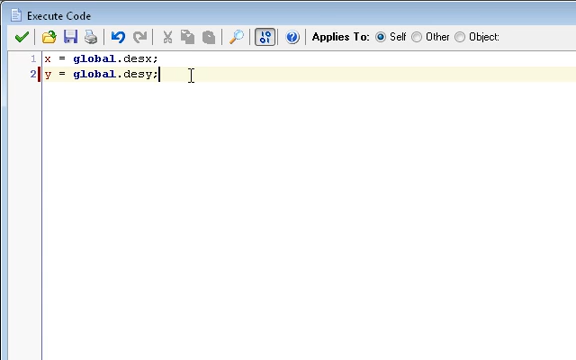 Execute Code
Applies To: Self Other Object:
1 x = global.desx;
2 y = global.desy;